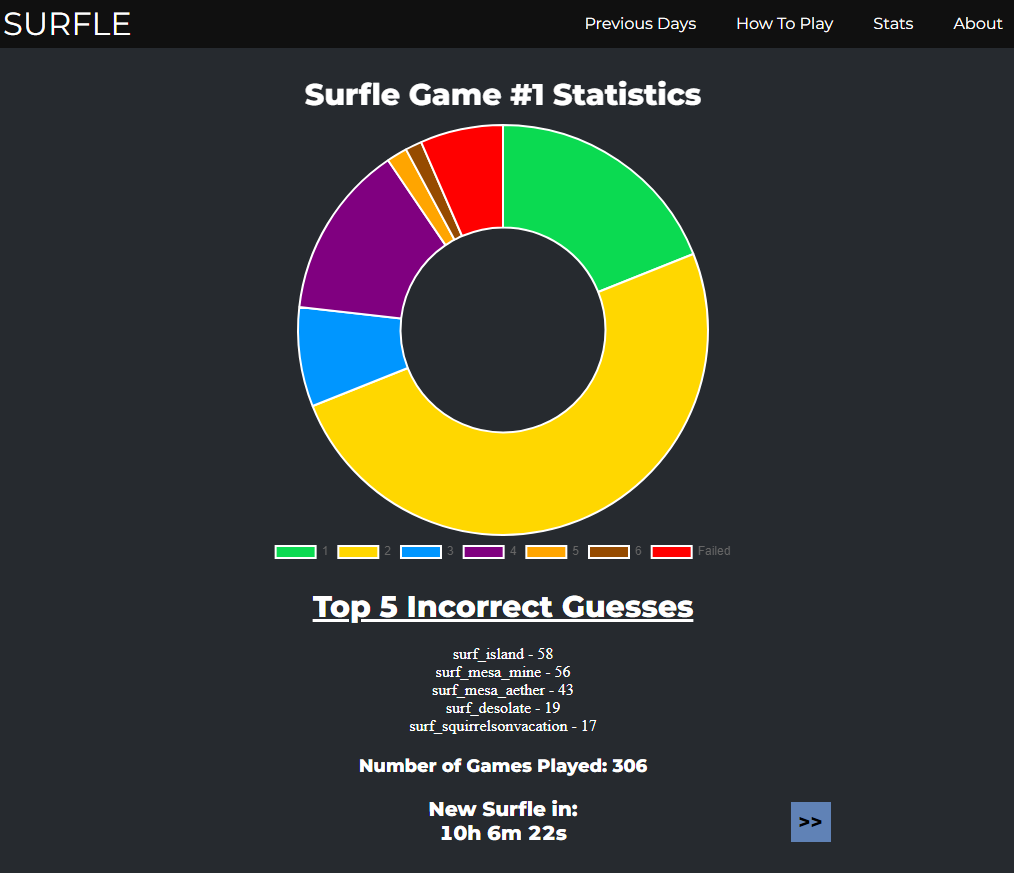 SURFLE
Previous Days
How To Play
Stats
About
Surfle Game #1 Statistics
1
2
3
4
5
6
Failed
Top 5 Incorrect Guesses
surf_island - 58
surf_mesa_mine - 56
surf_mesa_aether - 43
surf_desolate - 19
surf_squirrelsonvacation - 17
Number of Games Played: 306
New Surfle in:
10h 6m 22s
>>